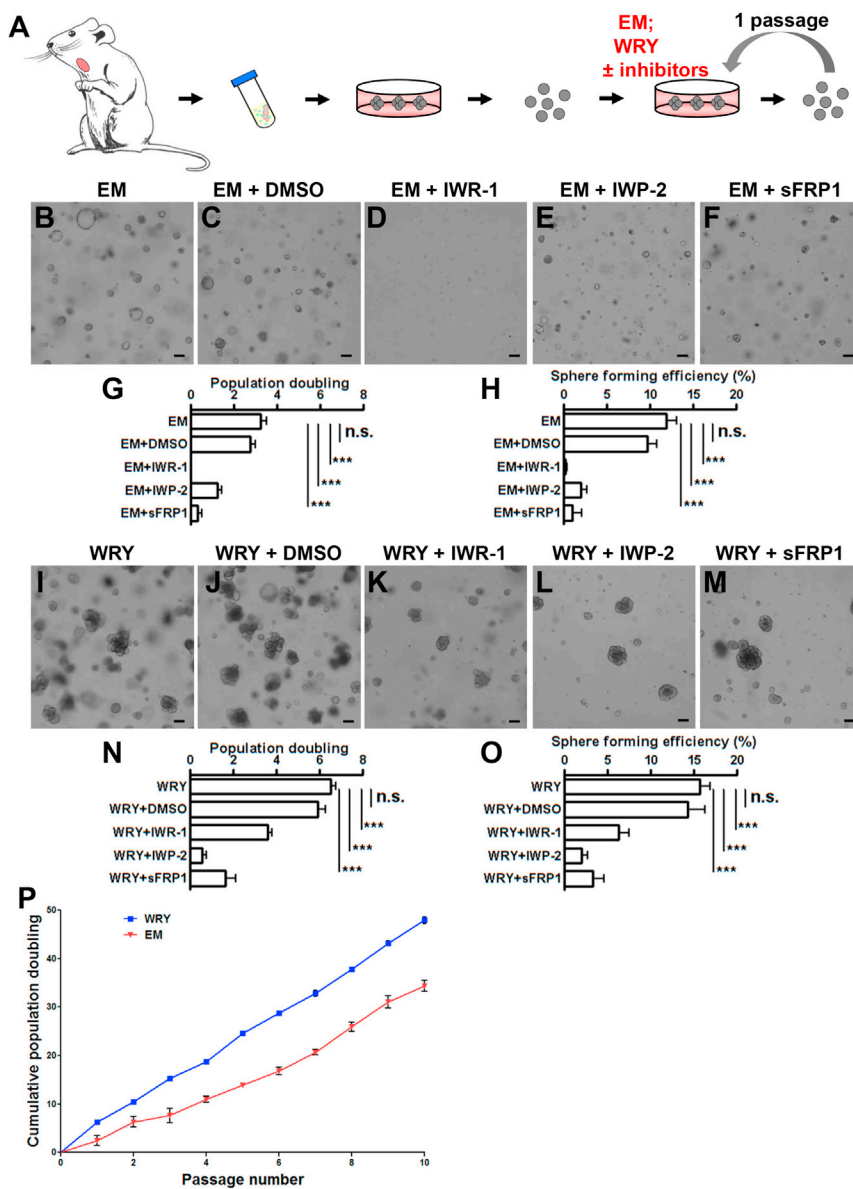 A
EM;
WRY
± inhibitors
1 passage
EM
EM + DMSO
EM + IWR-1
EM + IWP-2
EM + sFRP1
B
C
D
E
F
G
Population doubling
0 2 4 6 8
EM
EM+DMSO
EM+IWR-1
EM+IWP-2
EM+sFRP1
n.s.
***
***
***
H
Sphere forming efficiency (%)
0 5 10 15 20
EM
EM+DMSO
EM+IWR-1
EM+IWP-2
EM+sFRP1
n.s.
***
***
***
WRY
WRY + DMSO
WRY + IWR-1
WRY + IWP-2
WRY + sFRP1
I
J
K
L
M
N
Population doubling
0 2 4 6 8
WRY
WRY+DMSO
WRY+IWR-1
WRY+IWP-2
WRY+sFRP1
n.s.
***
***
***
O
Sphere forming efficiency (%)
0 5 10 15 20
WRY
WRY+DMSO
WRY+IWR-1
WRY+IWP-2
WRY+sFRP1
n.s.
***
***
***
P
Cumulative population doubling
50
40
30
20
10
0
WRY
EM
0 2 4 6 8 10
Passage number